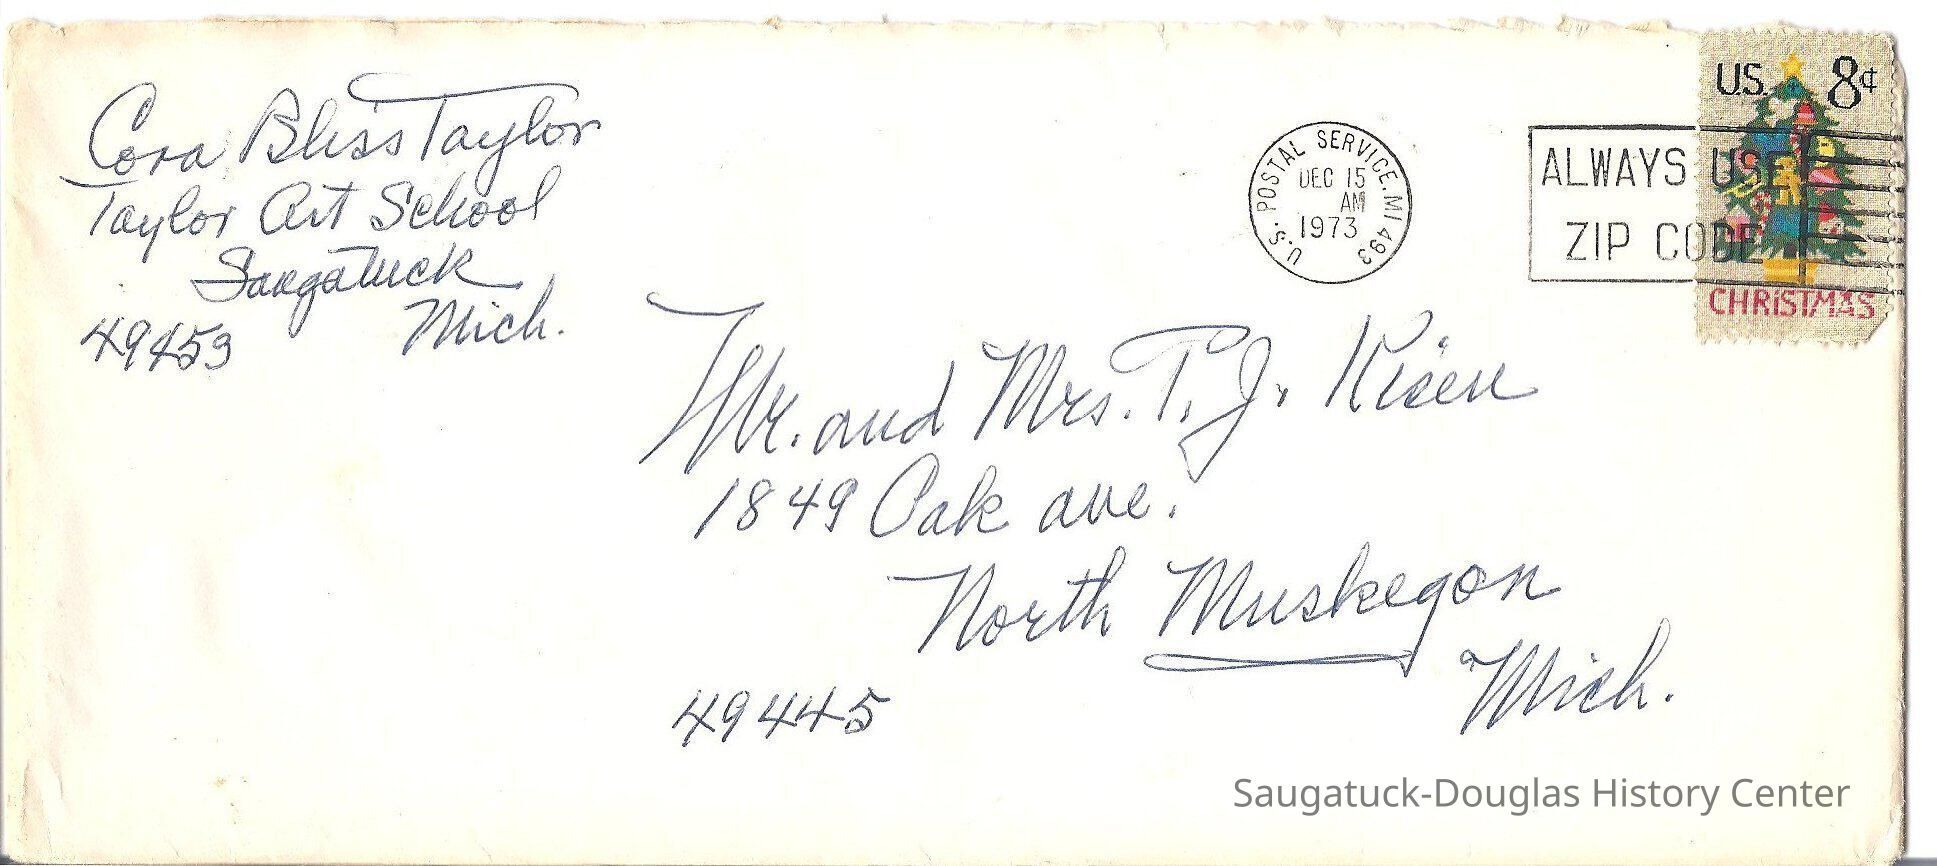 Cora Bliss Taylor
Taylor Art School
Saugatuck
Mich.
49453
U.S. POSTAL SERVICE, MI 493
DEC 15
AM
1973
ALWAYS USE
ZIP CODE
U.S. 8¢
CHRISTMAS
Mr. and Mrs. T. J. Kisen
1849 Oak ave.
North Muskegon
Mich.
49445
Saugatuck-Douglas History Center